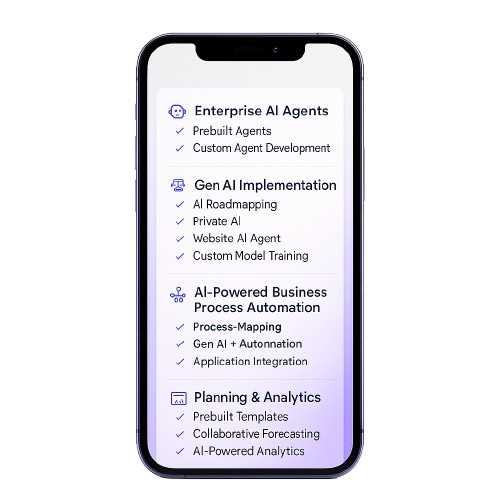 Enterprise AI Agents
Prebuilt Agents
Custom Agent Development
Gen AI Implementation
AI Roadmapping
Private AI
Website AI Agent
Custom Model Training
AI-Powered Business
Process Automation
Process-Mapping
Gen AI + Autonnation
Application Integration
Planning & Analytics
Prebuilt Templates
Collaborative Forecasting
AI-Powered Analytics